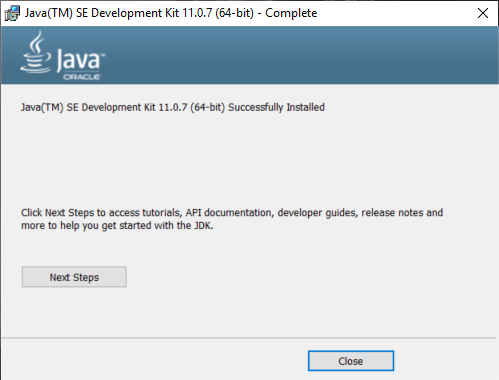 Java(TM) SE Development Kit 11.0.7 (64-bit) - Complete
Java™
ORACLE
Java(TM) SE Development Kit 11.0.7 (64-bit) Successfully Installed
Click Next Steps to access tutorials, API documentation, developer guides, release notes and
more to help you get started with the JDK.
Next Steps
Close